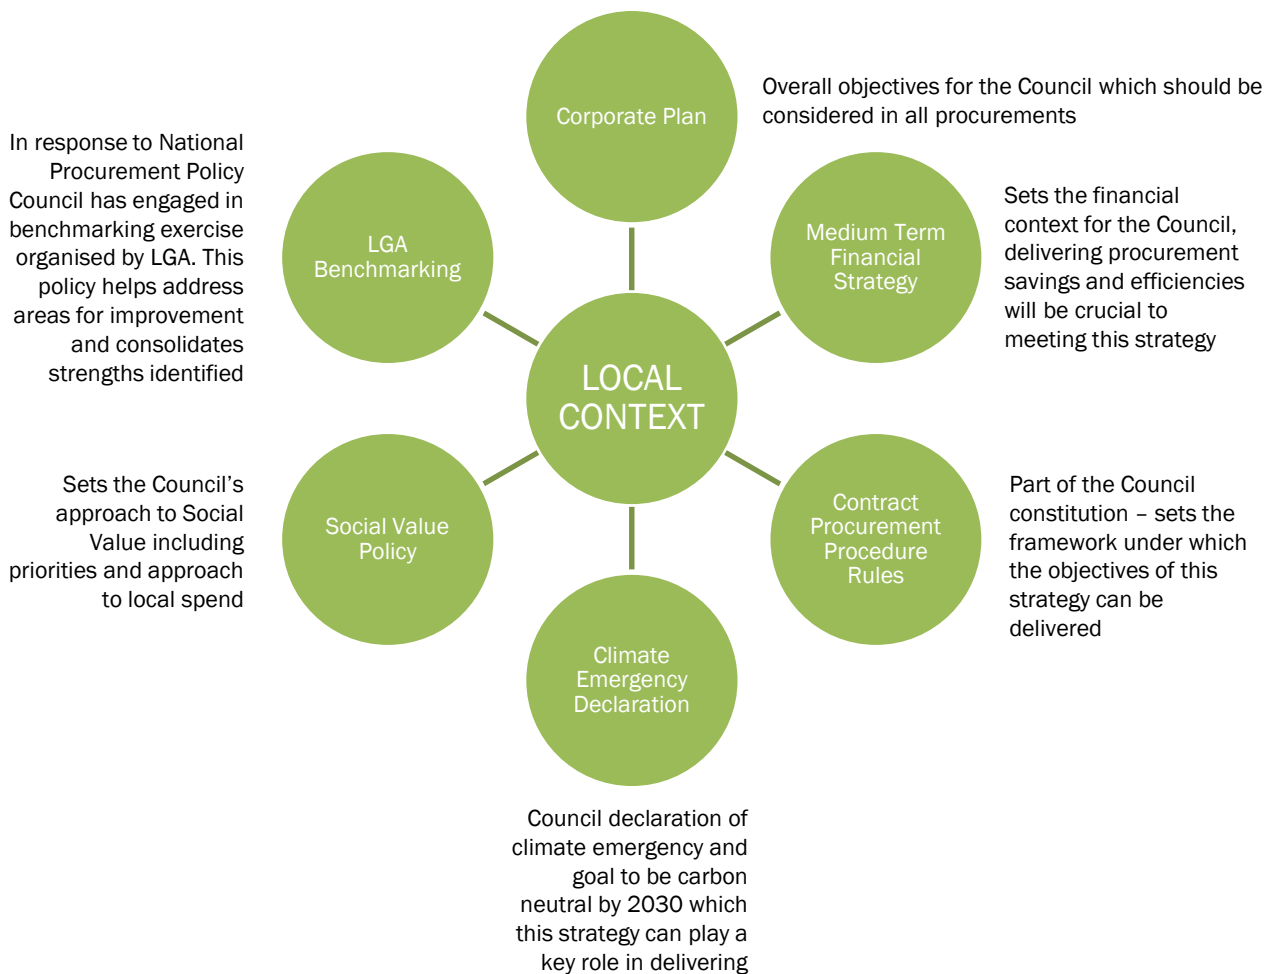 Corporate Plan
Overall objectives for the Council which should be
considered in all procurements
Medium Term
Financial
Strategy
Sets the financial
context for the Council,
delivering procurement
savings and efficiencies
will be crucial to
meeting this strategy
Contract
Procurement
Procedure
Rules
Part of the Council
constitution – sets the
framework under which
the objectives of this
strategy can be
delivered
Climate
Emergency
Declaration
Council declaration of
climate emergency and
goal to be carbon
neutral by 2030 which
this strategy can play a
key role in delivering
Social Value
Policy
Sets the Council’s
approach to Social
Value including
priorities and approach
to local spend
LGA
Benchmarking
In response to National
Procurement Policy
Council has engaged in
benchmarking exercise
organised by LGA. This
policy helps address
areas for improvement
and consolidates
strengths identified
LOCAL
CONTEXT